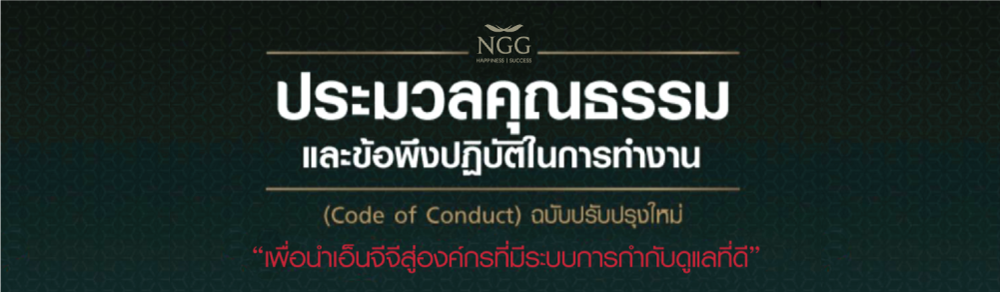 NGG
HAPPINESS | SUCCESS
ประมวลคุณธรรม
และข้อพึงปฏิบัติในการทำงาน
(Code of Conduct) ฉบับปรับปรุงใหม่
“เพื่อนำเอ็นจีจีสู่องค์กรที่มีระบบการกำกับดูแลที่ดี”